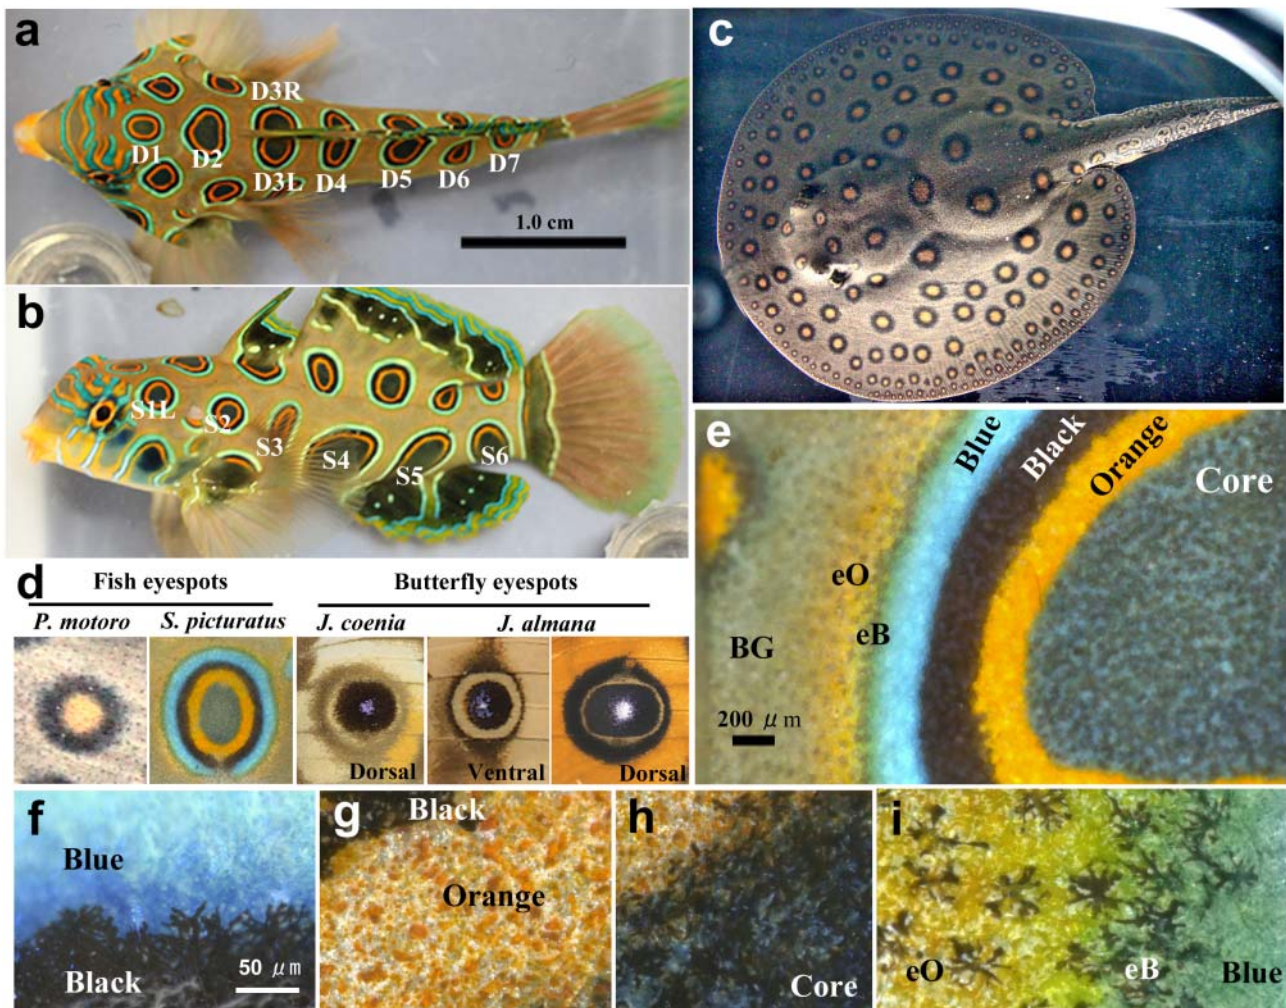 a
D3R
D1 D2 D3L D4 D5 D6 D7
1.0 cm
b
S1L S2 S3 S4 S5 S6
c
d
Fish eyespots Butterfly eyespots
P. motoro S. picturatus J. coenia J. almana
Dorsal Ventral Dorsal
e
Blue Black Orange Core
eO
eB
BG
200 μm
f
Blue
50 μm
Black
g
Black
Orange
h
Core
i
eO eB Blue